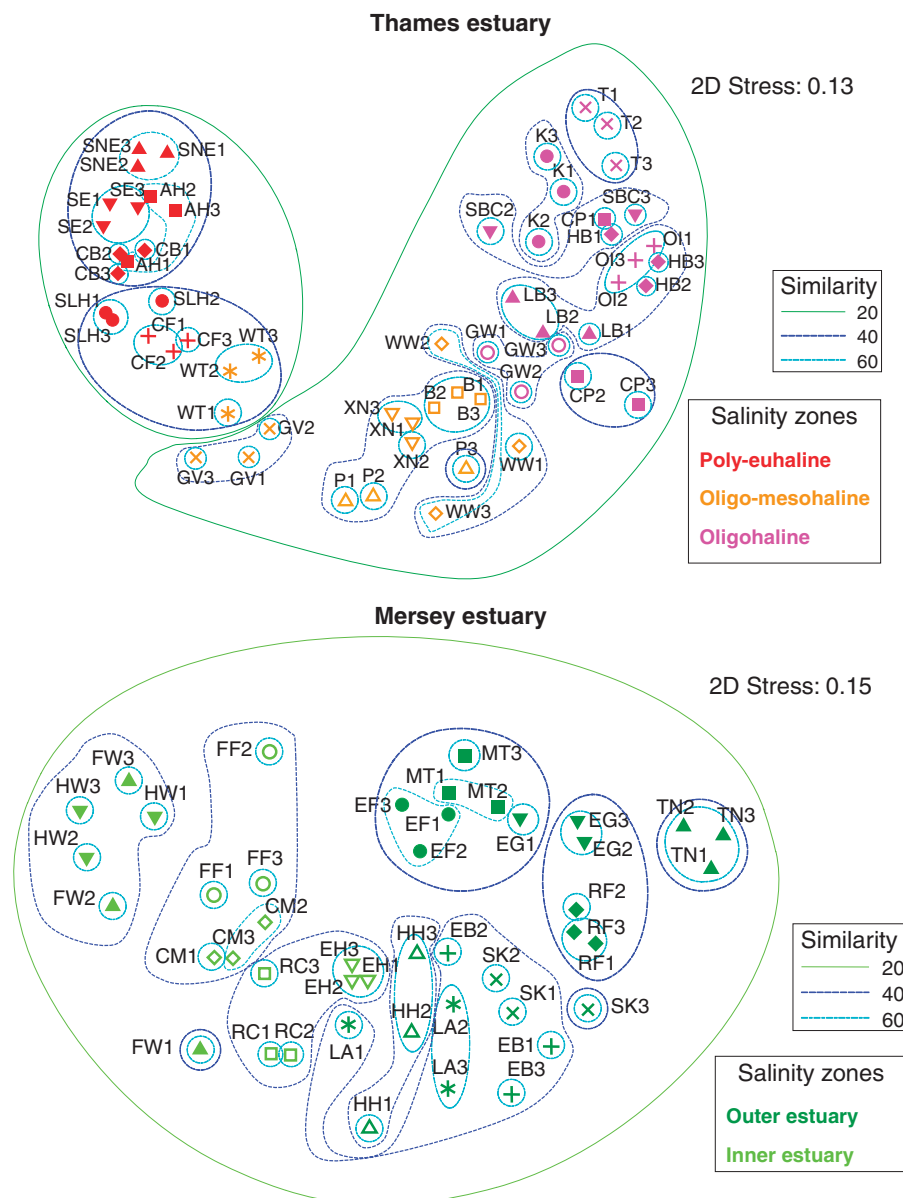 Thames estuary
2D Stress: 0.13
T1
T2
T3
K3
K1
K2
SNE3
SNE1
SNE2
SE3
AH2
SE1
AH3
SE2
CB2
CB1
AH1
CB3
SBC2
SBC3
CP1
HB1
OI1
OI3
HB3
OI2
HB2
SLH1
SLH2
SLH3
CF1
CF3
CF2
WT3
WT2
WT1
LB3
LB2
LB1
WW2
GW1
GW3
GW2
CP2
CP3
B2
B1
B3
XN3
XN1
XN2
GV2
GV3
GV1
P1
P2
P3
WW1
WW3
Similarity
20
40
60
Salinity zones
Poly-euhaline
Oligo-mesohaline
Oligohaline
Mersey estuary
2D Stress: 0.15
FF2
FW3
HW3
HW1
HW2
FW2
FF1
FF3
CM2
CM3
CM1
MT3
MT1
MT2
EF3
EF1
EF2
EG1
EG3
EG2
TN2
TN3
TN1
RF2
RF3
RF1
RC3
EH3
EH1
EH2
HH3
EB2
SK2
SK1
SK3
FW1
RC1
RC2
LA1
HH2
LA2
EB1
LA3
EB3
HH1
Similarity
20
40
60
Salinity zones
Outer estuary
Inner estuary